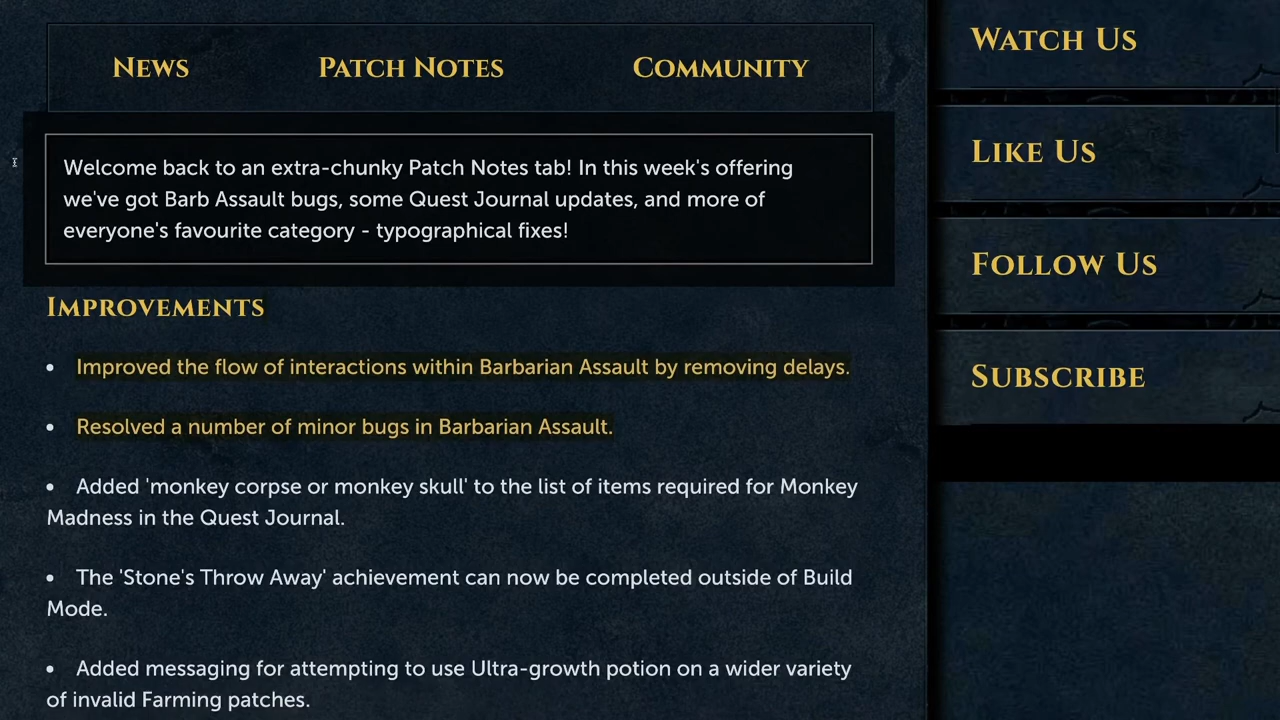 News
Patch Notes
Community
Welcome back to an extra-chunky Patch Notes tab! In this week's offering
we've got Barb Assault bugs, some Quest Journal updates, and more of
everyone's favourite category - typographical fixes!
Improvements
• Improved the flow of interactions within Barbarian Assault by removing delays.
• Resolved a number of minor bugs in Barbarian Assault.
• Added 'monkey corpse or monkey skull' to the list of items required for Monkey
Madness in the Quest Journal.
• The 'Stone's Throw Away' achievement can now be completed outside of Build
Mode.
• Added messaging for attempting to use Ultra-growth potion on a wider variety
of invalid Farming patches.
Watch Us
Like Us
Follow Us
Subscribe